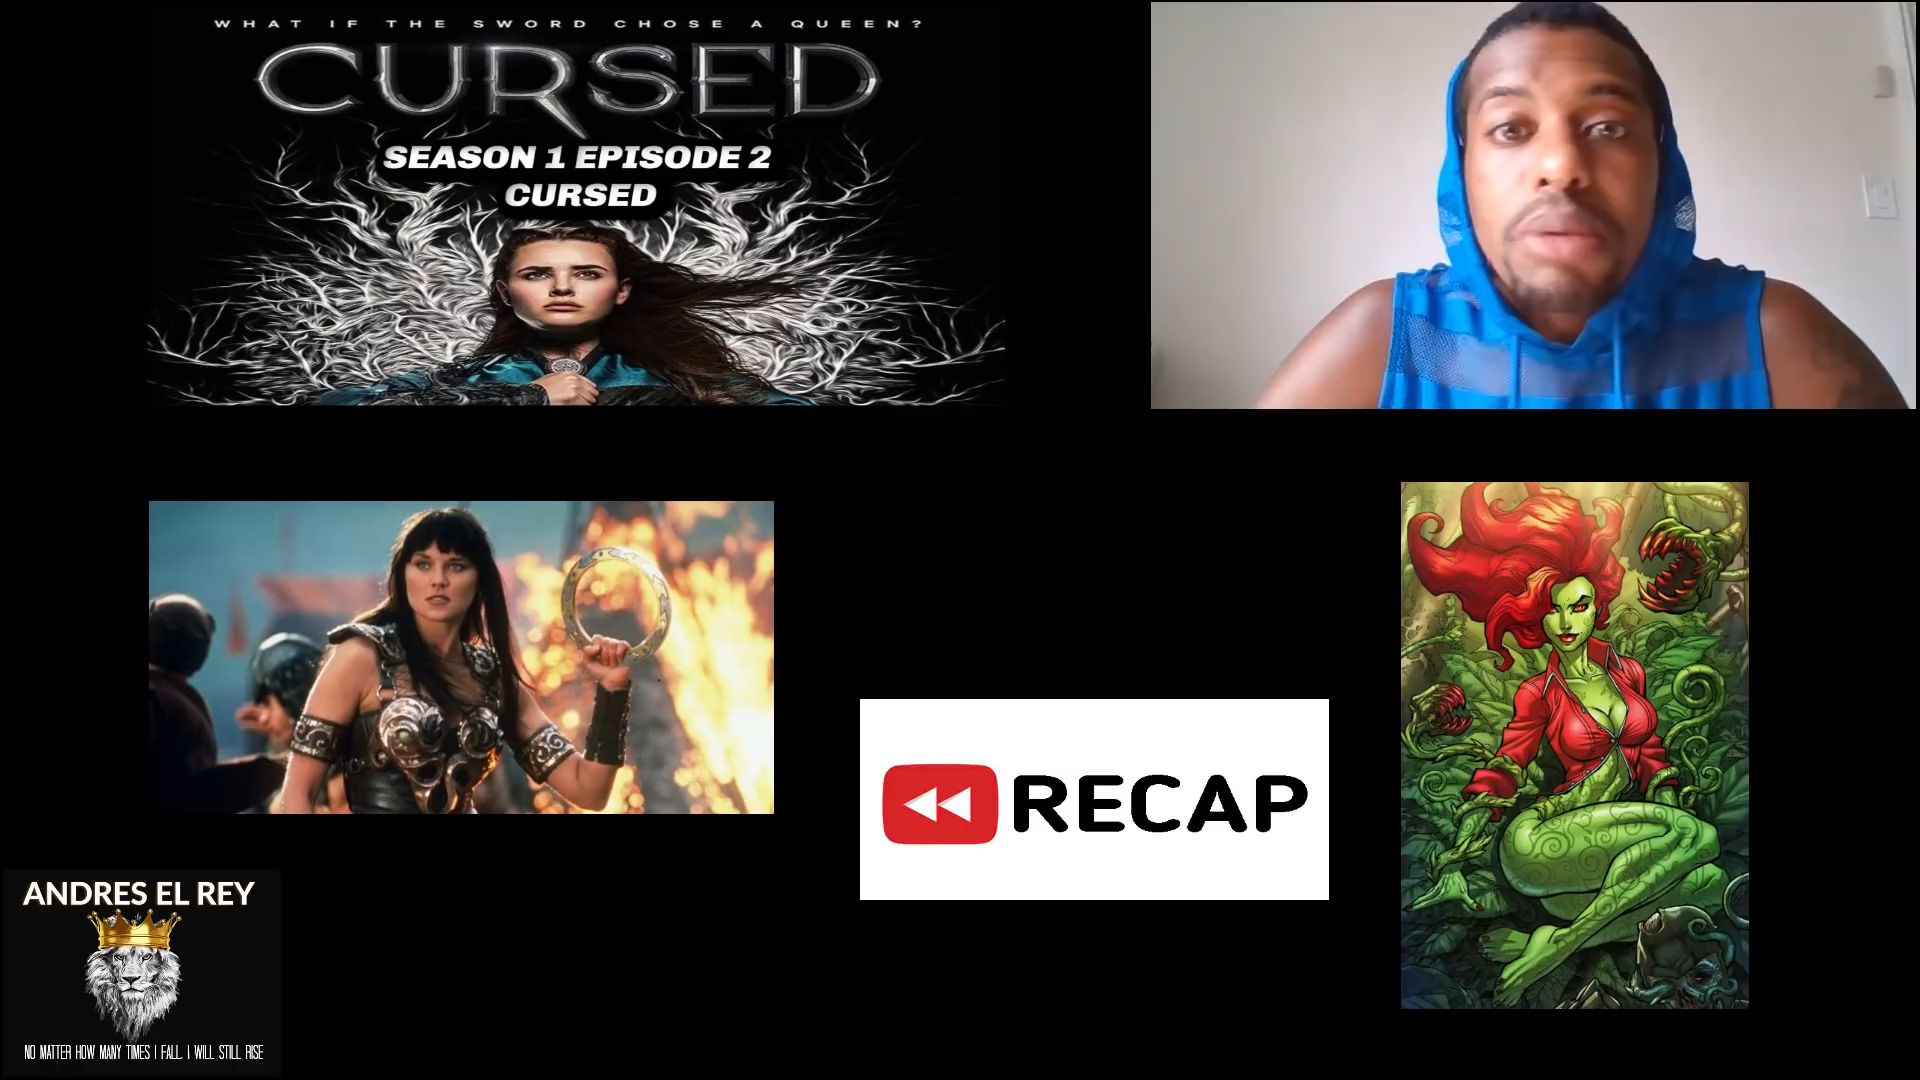 WHAT IF THE SWORD CHOSE A QUEEN?
CURSED
SEASON 1 EPISODE 2
CURSED
RECAP
ANDRES EL REY
NO MATTER HOW MANY TIMES I FALL. I WILL STILL RISE